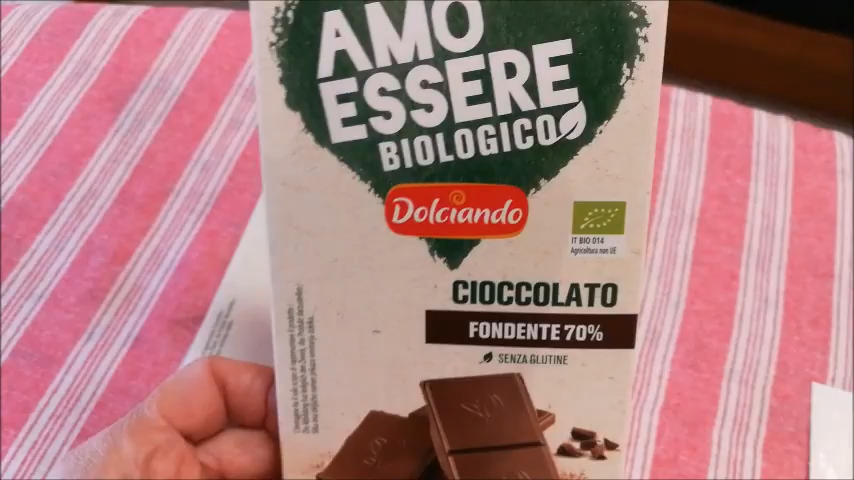 AMO
ESSERE
BIOLOGICO
Dolciando
IT BIO 014
Agricoltura non UE
CIOCCOLATO
FONDENTE 70%
SENZA GLUTINE